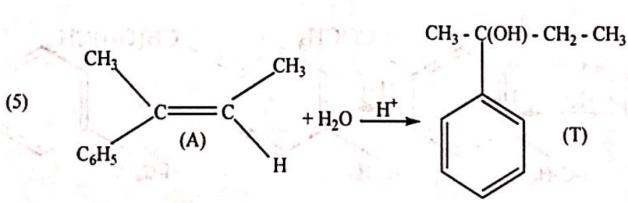 (5)
CH₃
CH₃
C
C
(A)
C₆H₅
H
+ H₂O
H⁺
CH₃ - C(OH) - CH₂ - CH₃
(T)